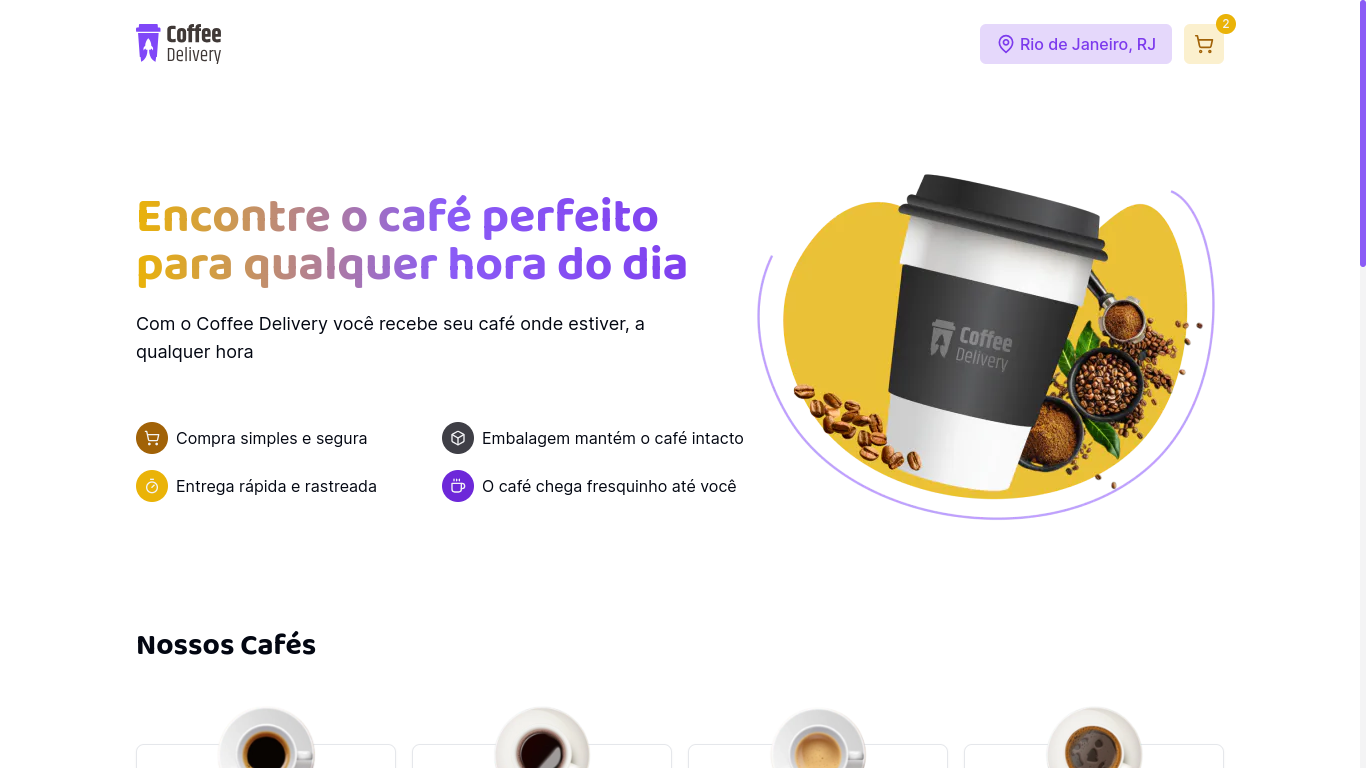 Coffee
Delivery
Rio de Janeiro, RJ
2
Encontre o café perfeito
para qualquer hora do dia
Com o Coffee Delivery você recebe seu café onde estiver, a
qualquer hora
Compra simples e segura
Embalagem mantém o café intacto
Entrega rápida e rastreada
O café chega fresquinho até você
Coffee
Delivery
Nossos Cafés